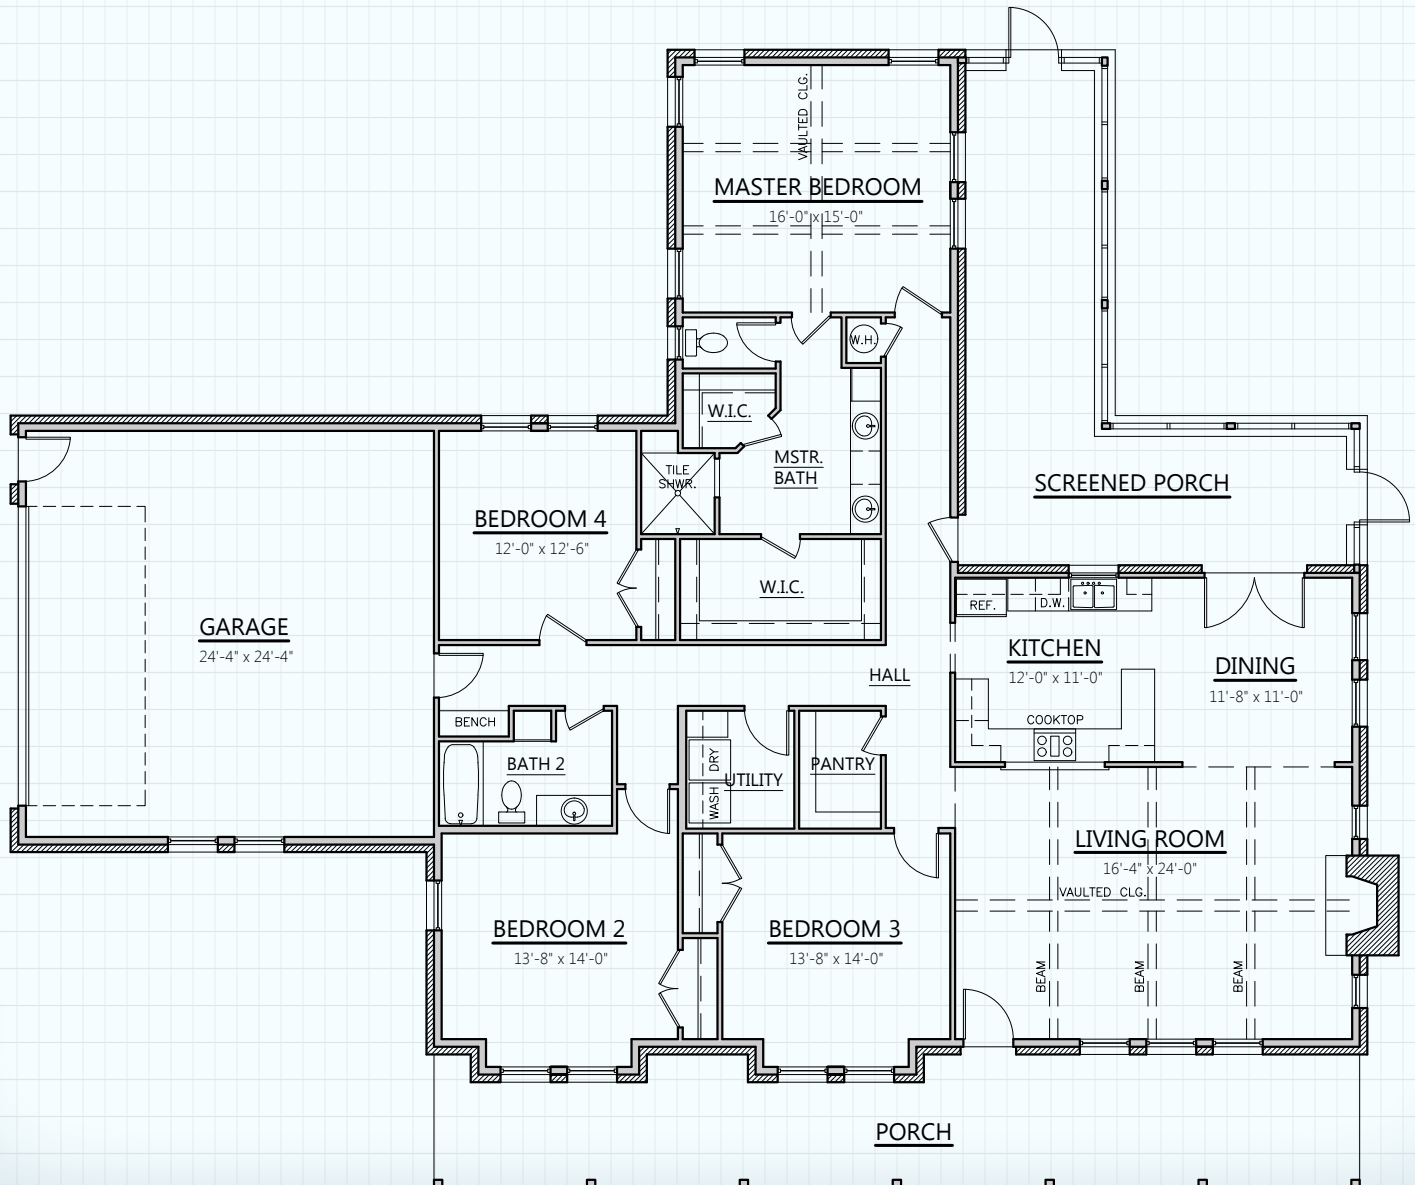 VAULTED CLG.
MASTER BEDROOM
16'-0" x 15'-0"
W.H.
W.I.C.
MSTR.
BATH
TILE
SHWR.
SCREENED PORCH
BEDROOM 4
12'-0" x 12'-6"
W.I.C.
REF.
D.W.
GARAGE
24'-4" x 24'-4"
KITCHEN
12'-0" x 11'-0"
DINING
11'-8" x 11'-0"
HALL
BENCH
COOKTOP
BATH 2
DRY
WASH
UTILITY
PANTRY
LIVING ROOM
16'-4" x 24'-0"
VAULTED CLG.
BEDROOM 2
13'-8" x 14'-0"
BEDROOM 3
13'-8" x 14'-0"
BEAM
BEAM
BEAM
PORCH